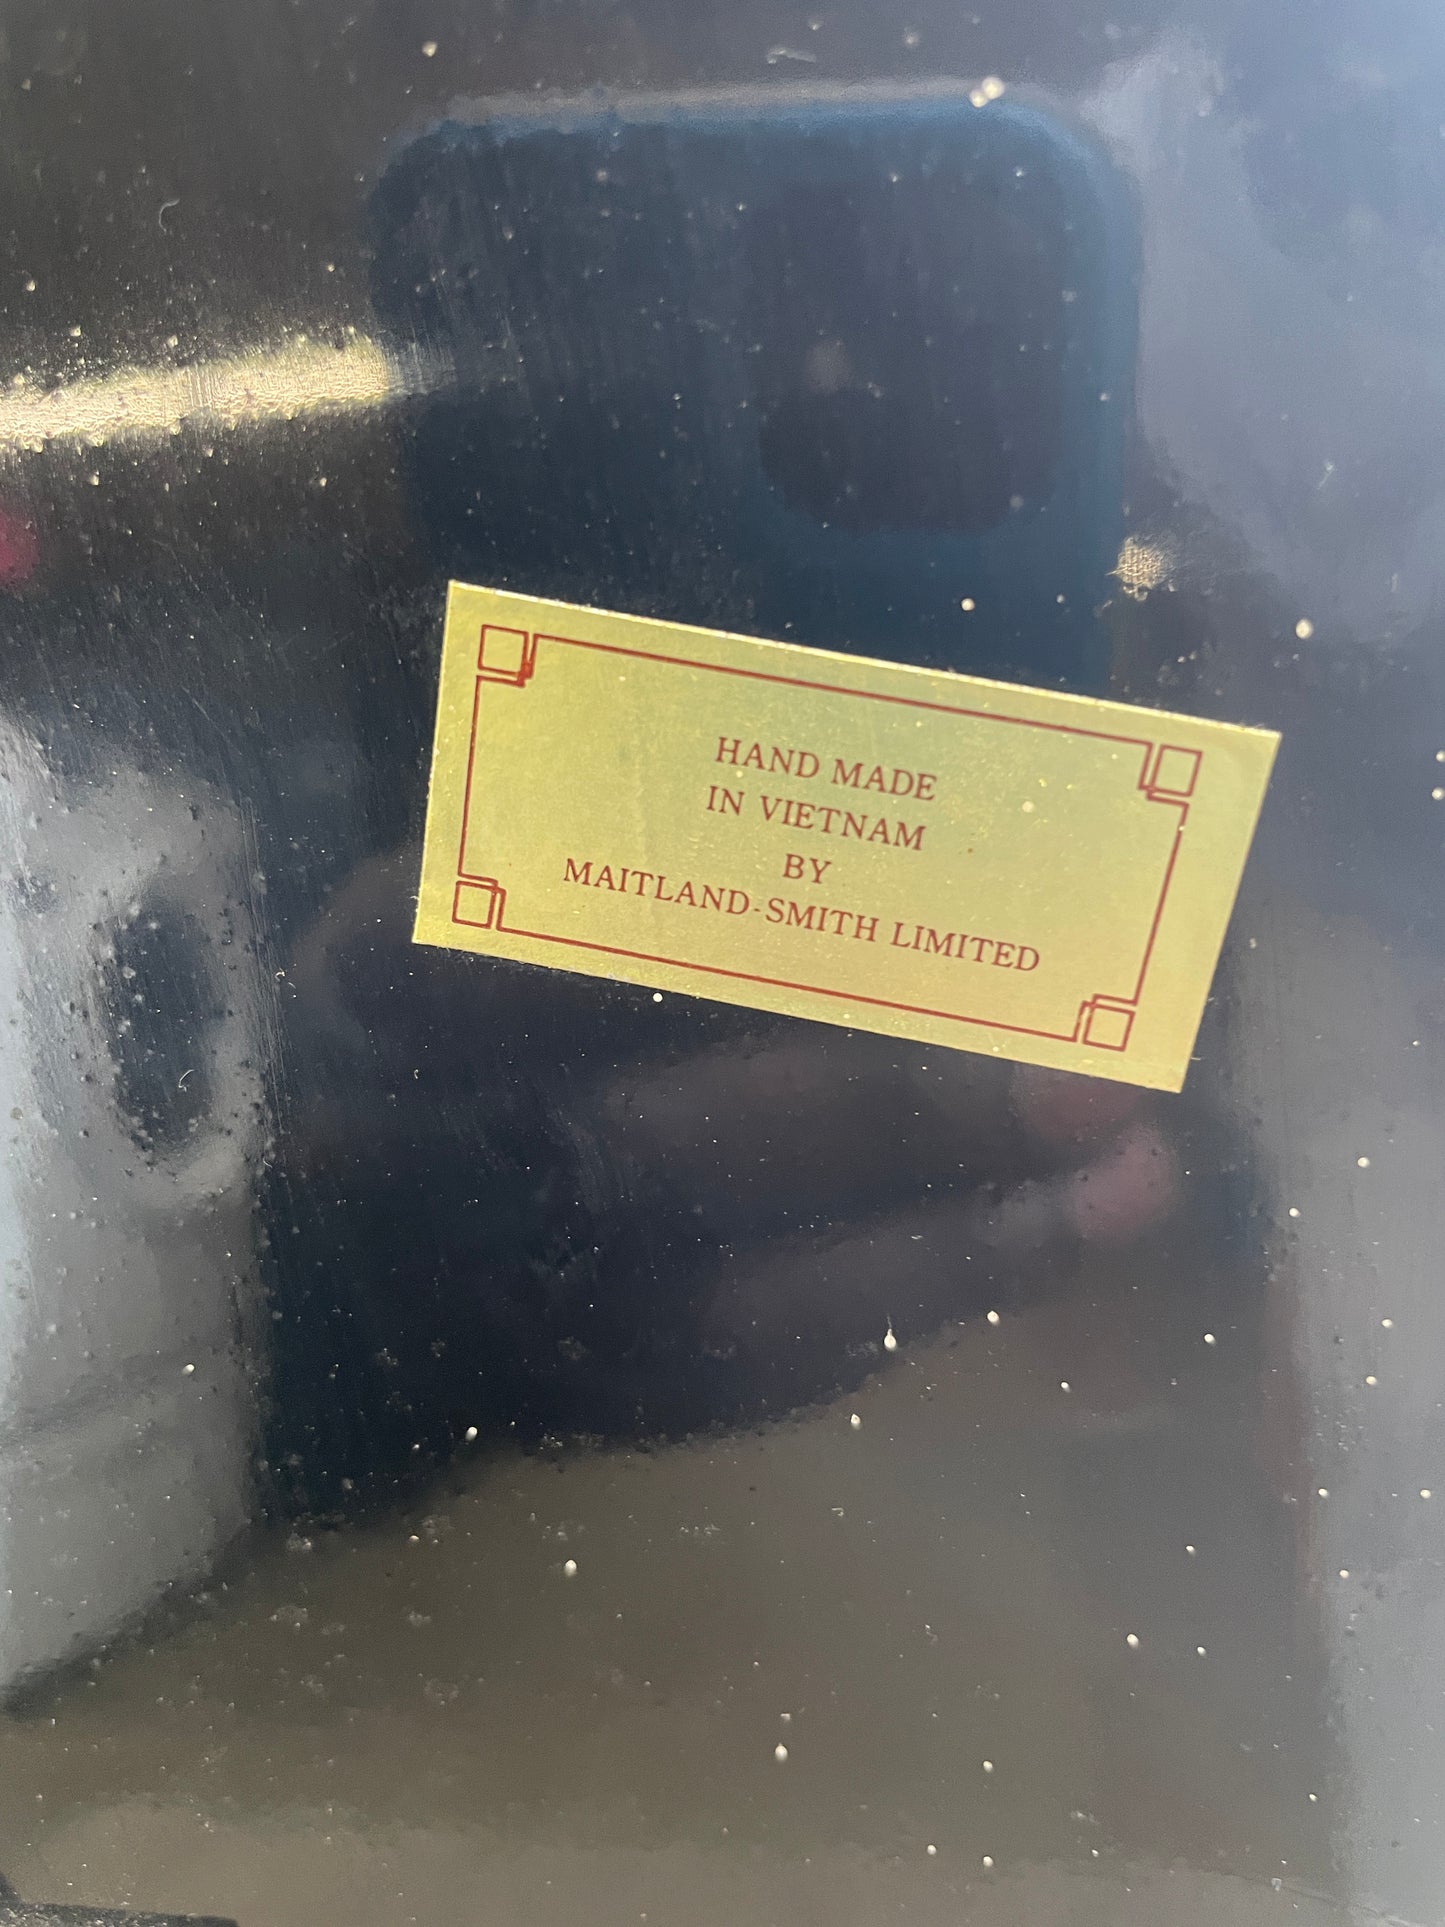 HAND MADE
IN VIETNAM
BY
MAITLAND-SMITH LIMITED